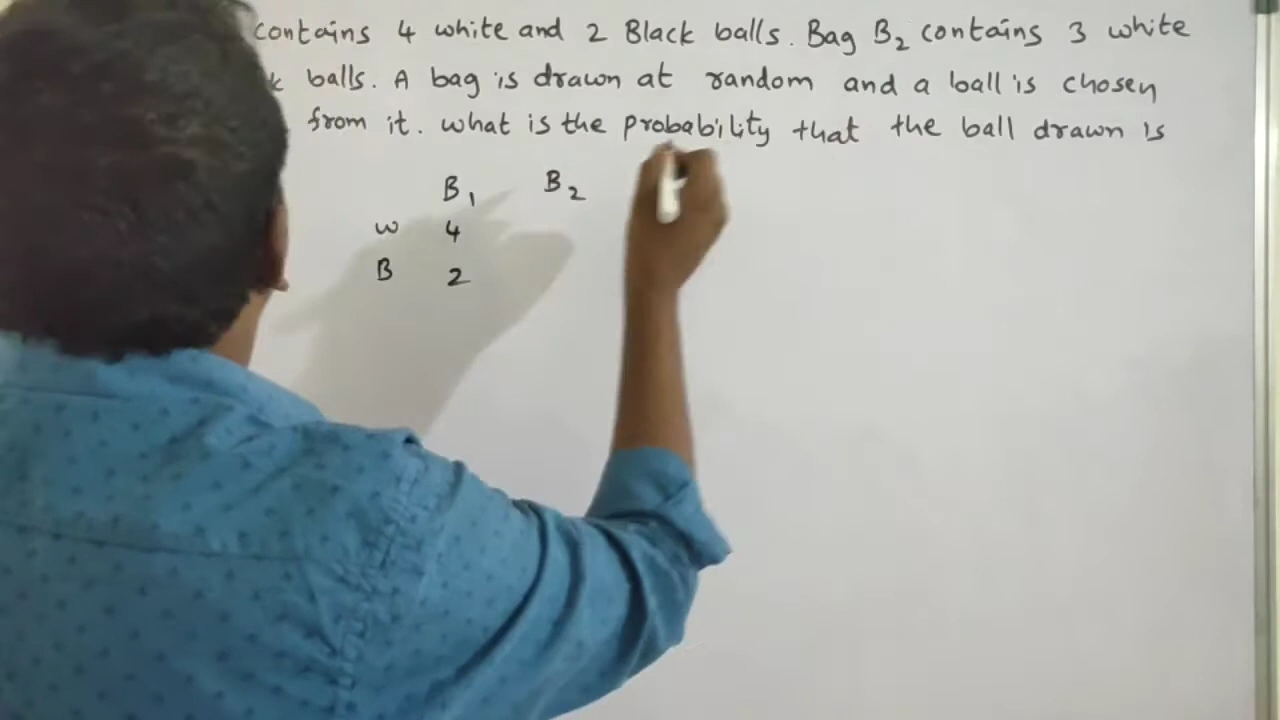 contains 4 white and 2 Black balls. Bag B₂ contains 3 white
balls. A bag is drawn at random and a ball is chosen
from it. what is the probability that the ball drawn is
B₁ B₂
w 4
B 2